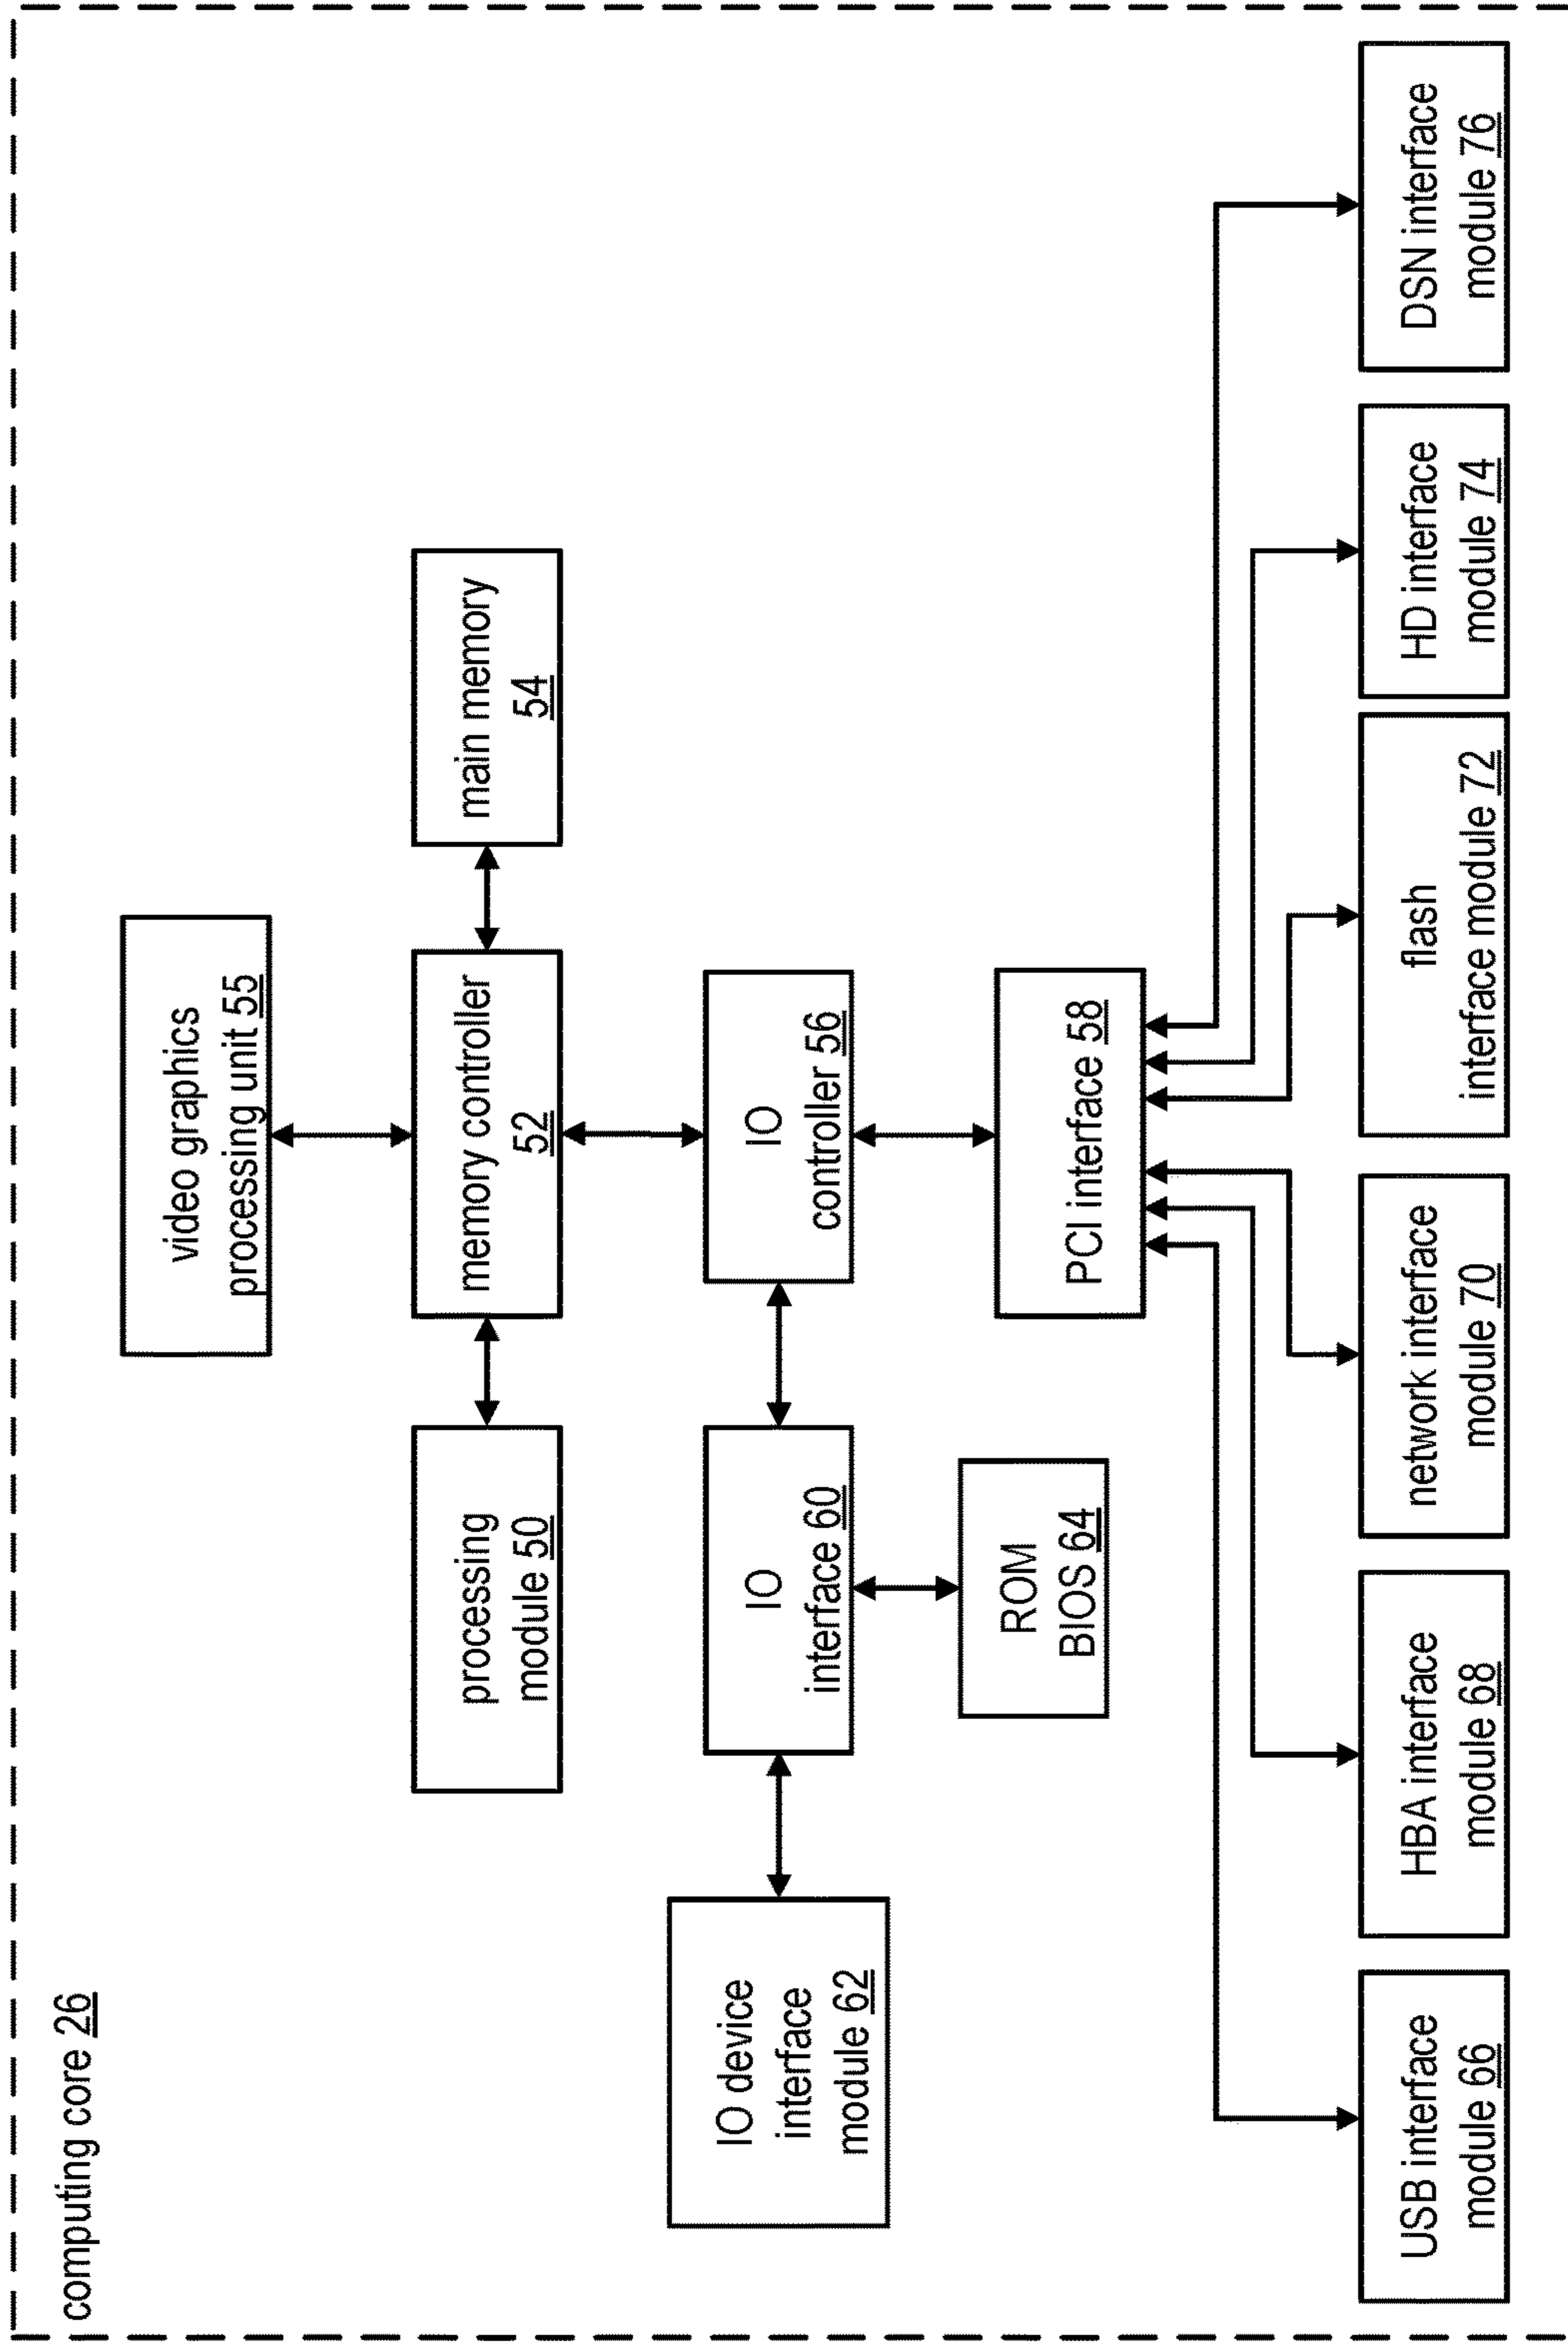 computing core 26
video graphics
processing unit 55
processing
module 50
memory controller
52
main memory
54
IO device
interface
module 62
IO
interface 60
IO
controller 56
ROM
BIOS 64
PCI interface 58
USB interface
module 66
HBA interface
module 68
network interface
module 70
flash
interface module 72
HD interface
module 74
DSN interface
module 76